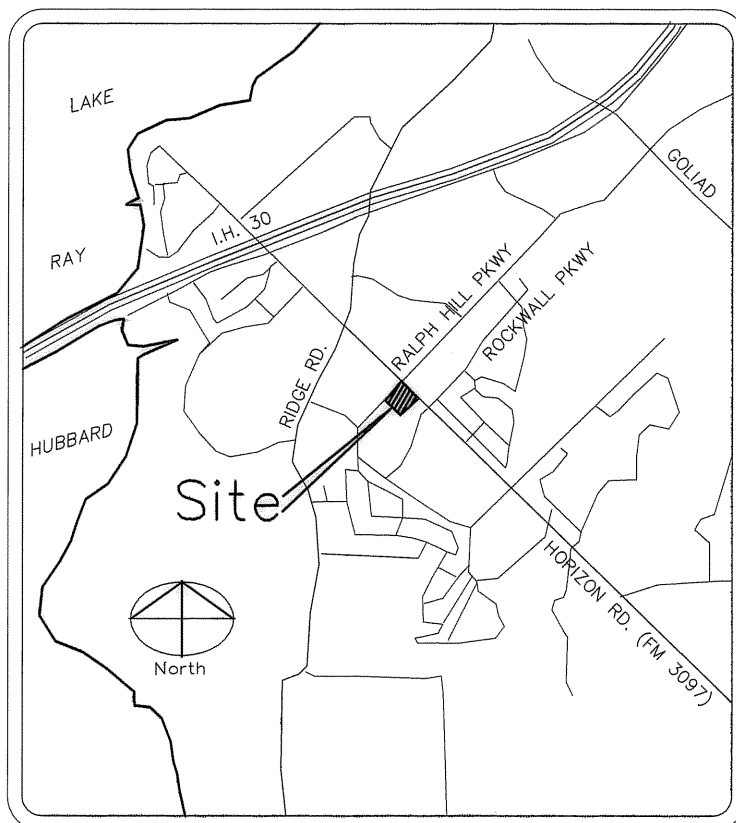 LAKE
RAY
HUBBARD
I.H. 30
GOLIAD
RALPH HILL PKWY
ROCKWALL PKWY
RIDGE RD.
Site
HORIZON RD. (FM 3097)
North